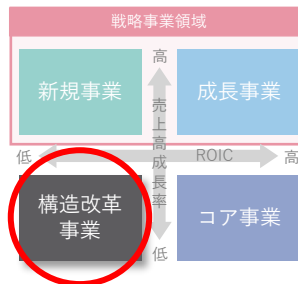 戦略事業領域
新規事業
高
成長事業
売上高成長率
低
ROIC
高
構造改革
事業
コア事業
低